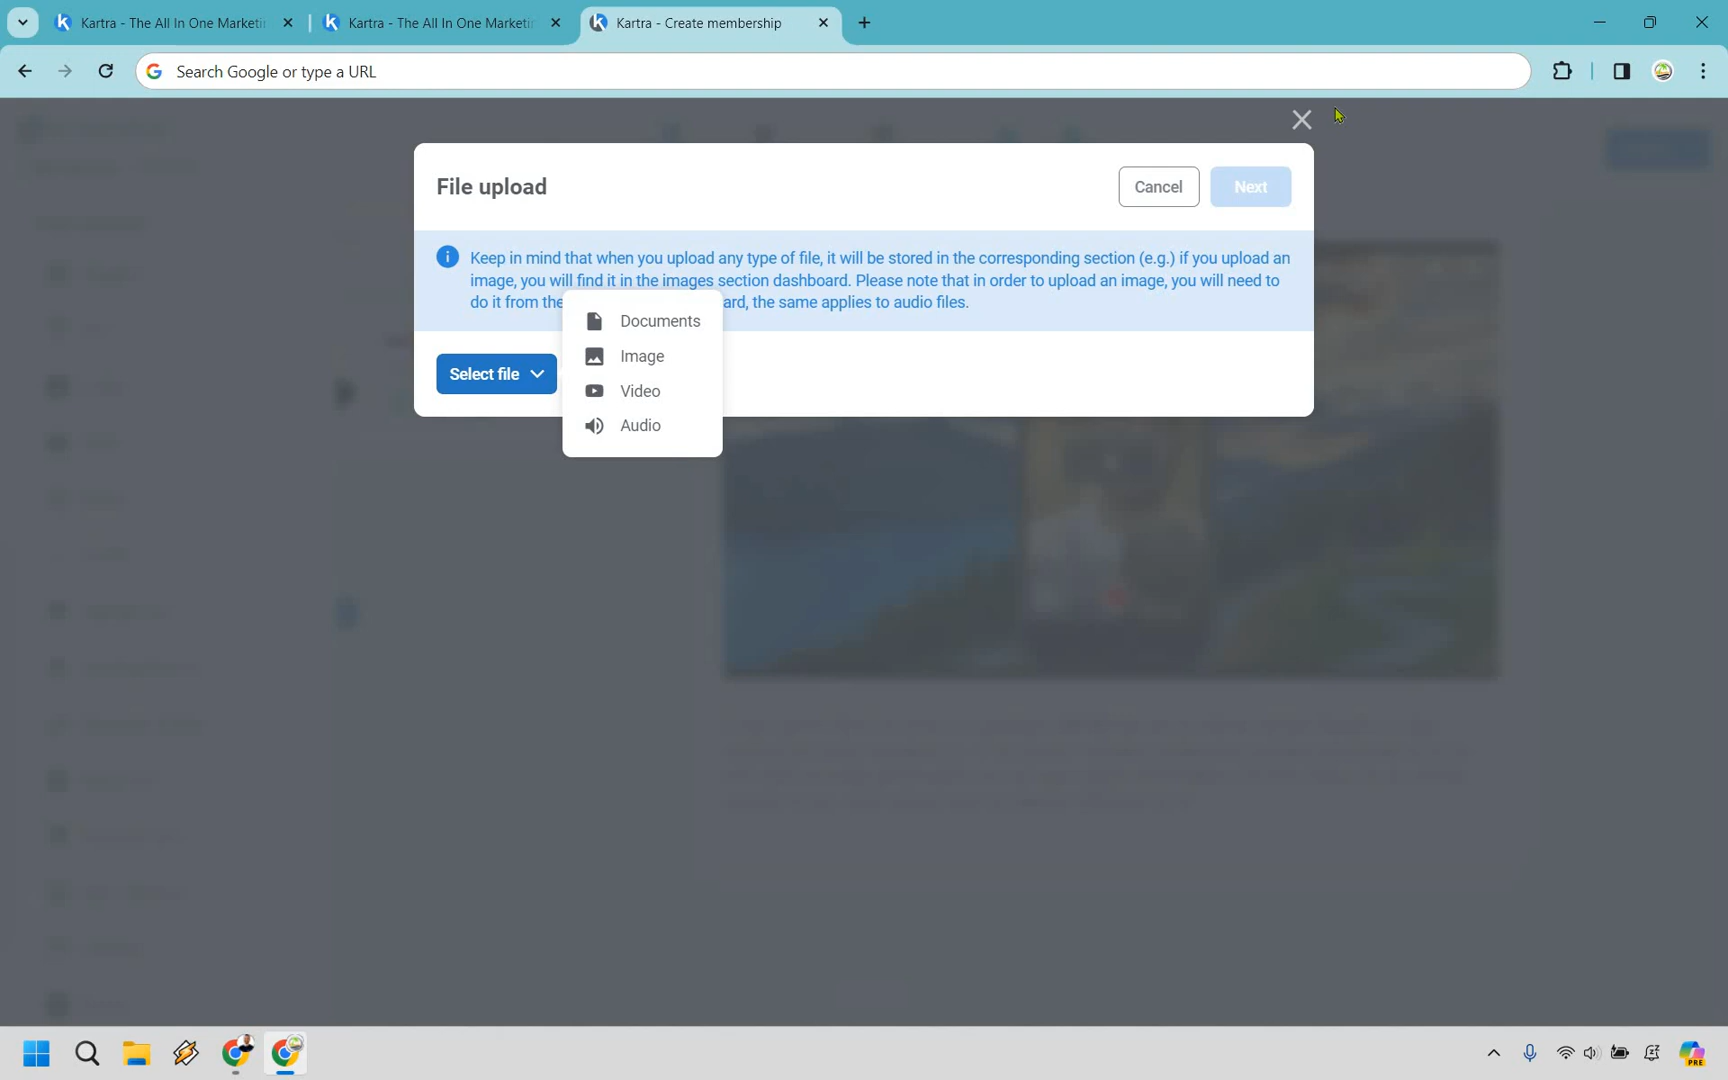 Kartra - The All In One Marketi
Kartra - The All In One Marketi
Kartra - Create membership
Search Google or type a URL
File upload
Cancel
Next
Keep in mind that when you upload any type of file, it will be stored in the corresponding section (e.g.) if you upload an
image, you will find it in the images section dashboard. Please note that in order to upload an image, you will need to
do it from the ard, the same applies to audio files.
Documents
Image
Video
Audio
Select file
PRE